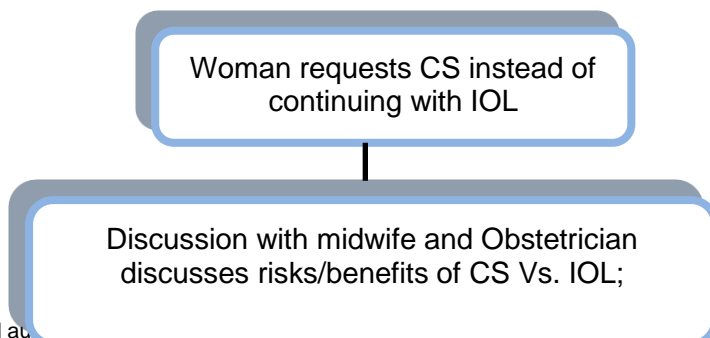 Woman requests CS instead of
continuing with IOL
Discussion with midwife and Obstetrician
discusses risks/benefits of CS Vs. IOL;